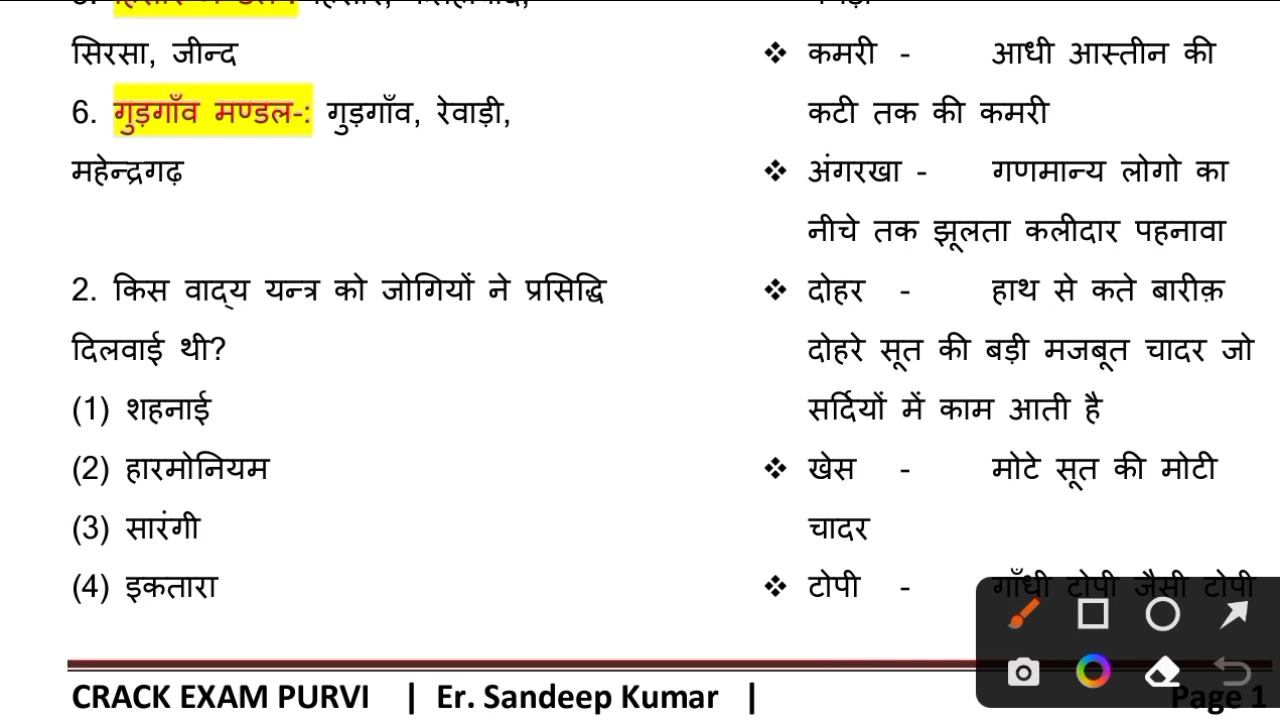 सिरसा, जीन्द
6. गुड़गाँव मण्डल-: गुड़गाँव, रेवाड़ी,
महेन्द्रगढ़
2. किस वाद्य यन्त्र को जोगियों ने प्रसिद्धि
दिलवाई थी?
(1) शहनाई
(2) हारमोनियम
(3) सारंगी
(4) इकतारा
❖ कमरी - आधी आस्तीन की
कटी तक की कमरी
❖ अंगरखा - गणमान्य लोगो का
नीचे तक झूलता कलीदार पहनावा
❖ दोहर - हाथ से कते बारीक़
दोहरे सूत की बड़ी मजबूत चादर जो
सर्दियों में काम आती है
❖ खेस - मोटे सूत की मोटी
चादर
❖ टोपी - गाँधी टोपी जैसी टोपी
CRACK EXAM PURVI | Er. Sandeep Kumar | Page 1